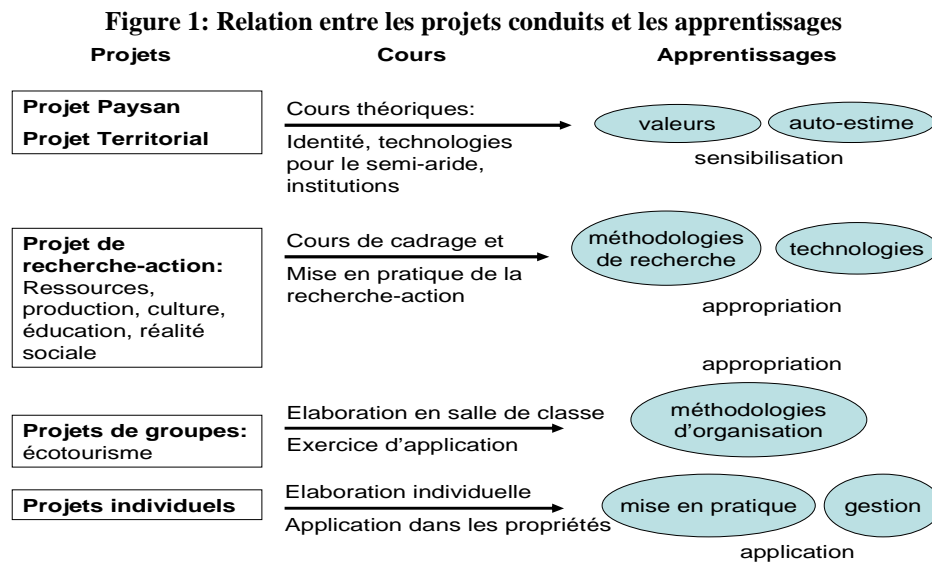 Figure 1: Relation entre les projets conduits et les apprentissages
Projets
Cours
Apprentissages
Projet Paysan
Projet Territorial
Cours théoriques:
Identité, technologies
pour le semi-aride,
institutions
valeurs
auto-estime
sensibilisation
Projet de
recherche-action:
Ressources,
production, culture,
éducation, réalité
sociale
Cours de cadrage et
Mise en pratique de la
recherche-action
méthodologies
de recherche
technologies
appropriation
appropriation
Projets de groupes:
écotourisme
Elaboration en salle de classe
Exercice d'application
méthodologies
d'organisation
Projets individuels
Elaboration individuelle
Application dans les propriétés
mise en pratique
gestion
application